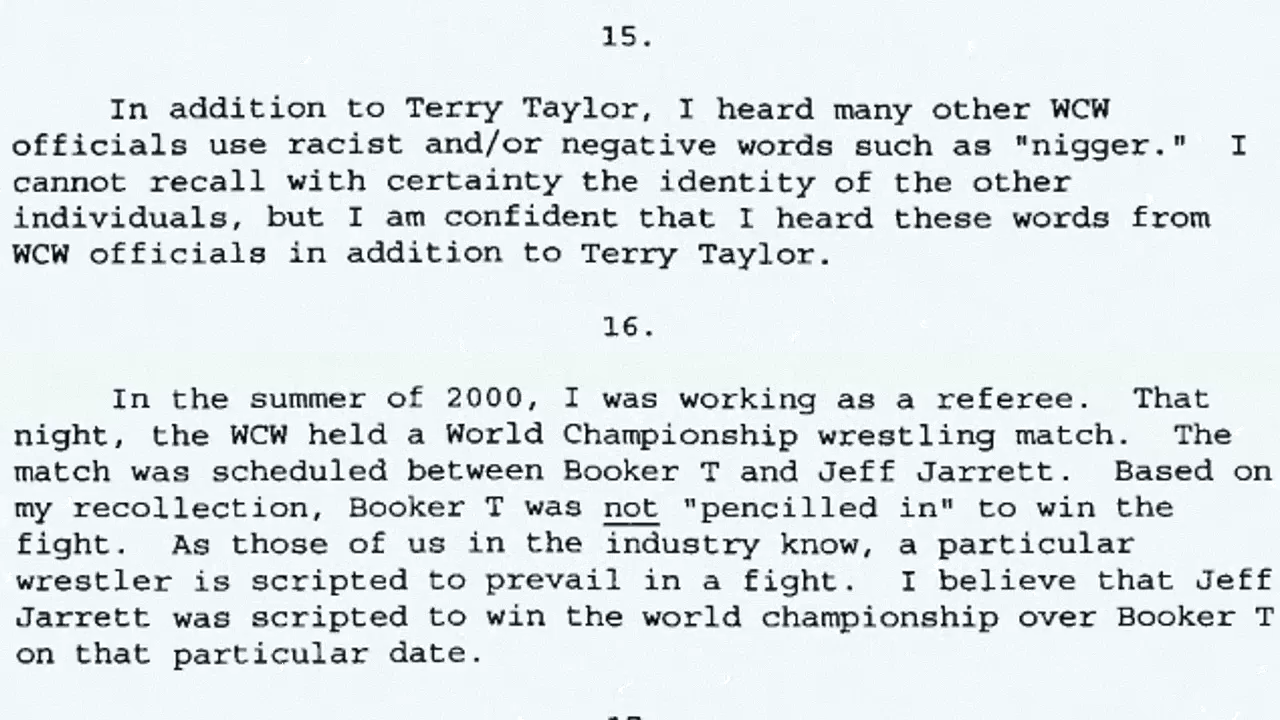 15.
In addition to Terry Taylor, I heard many other WCW
officials use racist and/or negative words such as "nigger." I
cannot recall with certainty the identity of the other
individuals, but I am confident that I heard these words from
WCW officials in addition to Terry Taylor.
16.
In the summer of 2000, I was working as a referee. That
night, the WCW held a World Championship wrestling match. The
match was scheduled between Booker T and Jeff Jarrett. Based on
my recollection, Booker T was not "pencilled in" to win the
fight. As those of us in the industry know, a particular
wrestler is scripted to prevail in a fight. I believe that Jeff
Jarrett was scripted to win the world championship over Booker T
on that particular date.